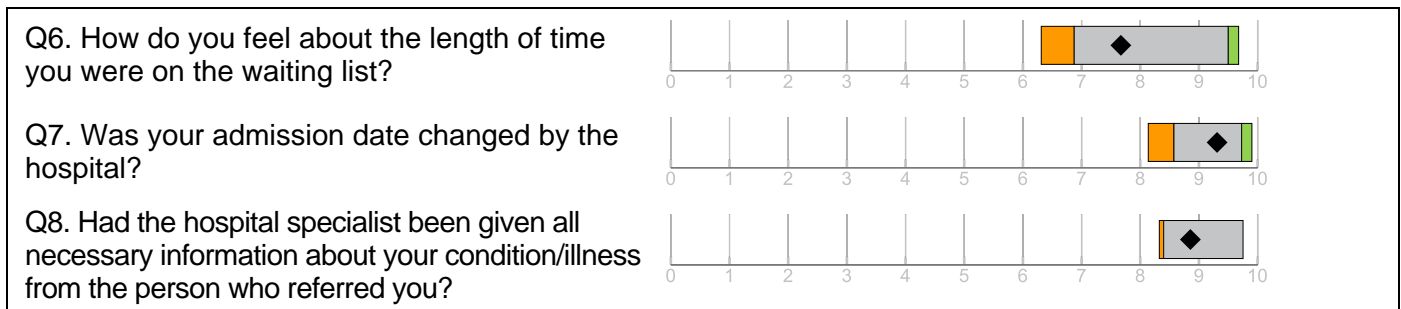 Q6. How do you feel about the length of time
you were on the waiting list?
0 1 2 3 4 5 6 7 8 9 10
Q7. Was your admission date changed by the
hospital?
0 1 2 3 4 5 6 7 8 9 10
Q8. Had the hospital specialist been given all
necessary information about your condition/illness
from the person who referred you?
0 1 2 3 4 5 6 7 8 9 10